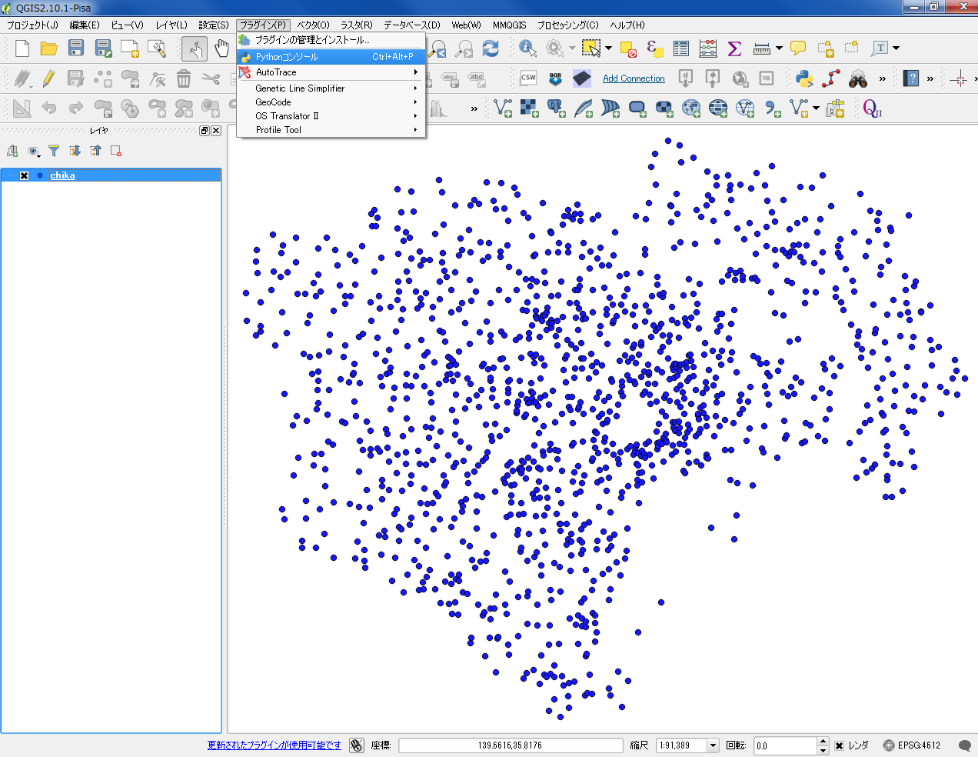 QGIS2.10.1-Pisa
プロジェクト(J) 編集(E) ビュー(V) レイヤ(L) 設定(S) プラグイン(P) ベクタ(O) ラスタ(R) データベース(D) Web(W) MMQGIS プロセッシング(C) ヘルプ(H)
プラグインの管理とインストール...
Pythonコンソール Ctrl+Alt+P
AutoTrace
Genetic Line Simplifier
GeoCode
OS Translator II
Profile Tool
abc CSW Add Connection
レイヤ
chika
更新されたプラグインが使用可能です 座標: 139.6616,35.8176 縮尺 1:91,389 回転: 0.0 レンダ EPSG:4612